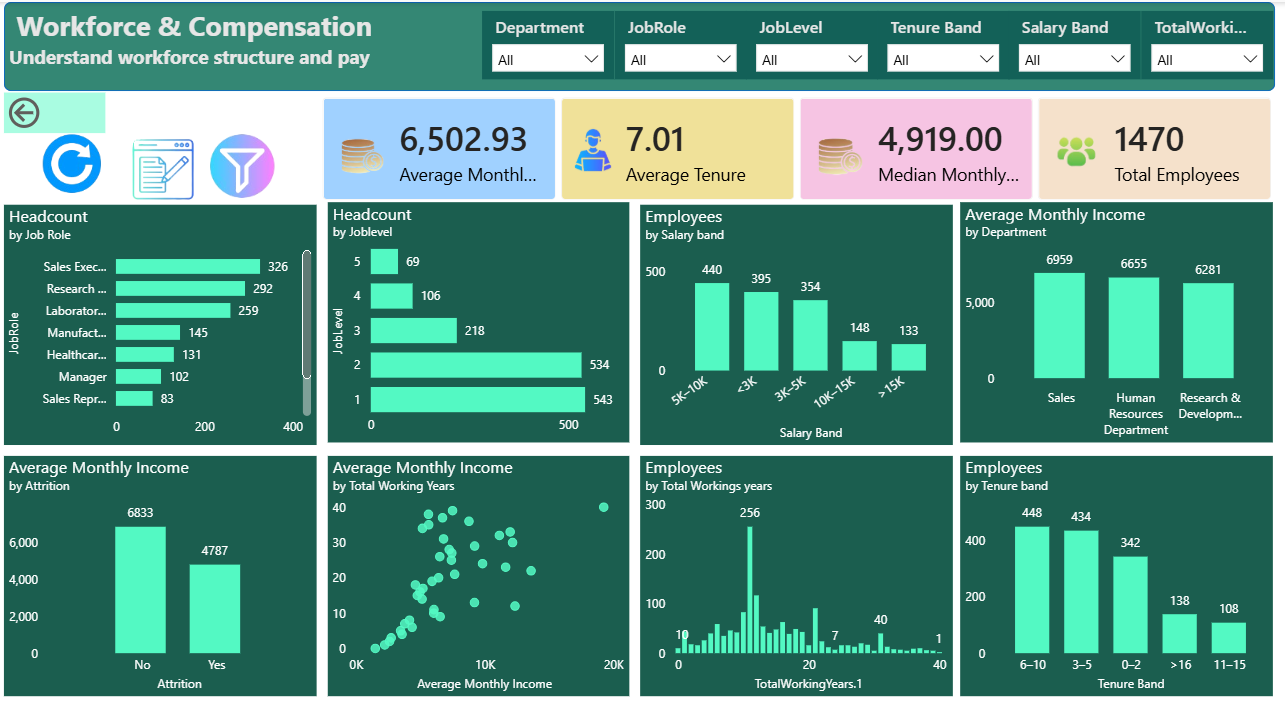 Workforce & Compensation
Understand workforce structure and pay
Department
JobRole
JobLevel
Tenure Band
Salary Band
TotalWorki...
All
All
All
All
All
All
6,502.93
Average Monthl...
7.01
Average Tenure
4,919.00
Median Monthly...
1470
Total Employees
Headcount
by Job Role
JobRole
Sales Exec... 326
Research ... 292
Laborator... 259
Manufact... 145
Healthcar... 131
Manager 102
Sales Repr... 83
0 200 400
Headcount
by Joblevel
JobLevel
5 69
4 106
3 218
2 534
1 543
0 500
Employees
by Salary band
500
0
440 395 354 148 133
5K–10K <3K 3K–5K 10K–15K >15K
Salary Band
Average Monthly Income
by Department
6959 6655 6281
5,000
0
Sales
Human
Resources
Research &
Developm...
Department
Average Monthly Income
by Attrition
6833
4787
6,000
4,000
2,000
0
No Yes
Attrition
Average Monthly Income
by Total Working Years
40
30
20
10
0
0K 10K 20K
Average Monthly Income
Employees
by Total Workings years
300
200
100
0
256
10
7
40
1
0 20 40
TotalWorkingYears.1
Employees
by Tenure band
448 434 342 138 108
400
200
0
6–10 3–5 0–2 >16 11–15
Tenure Band